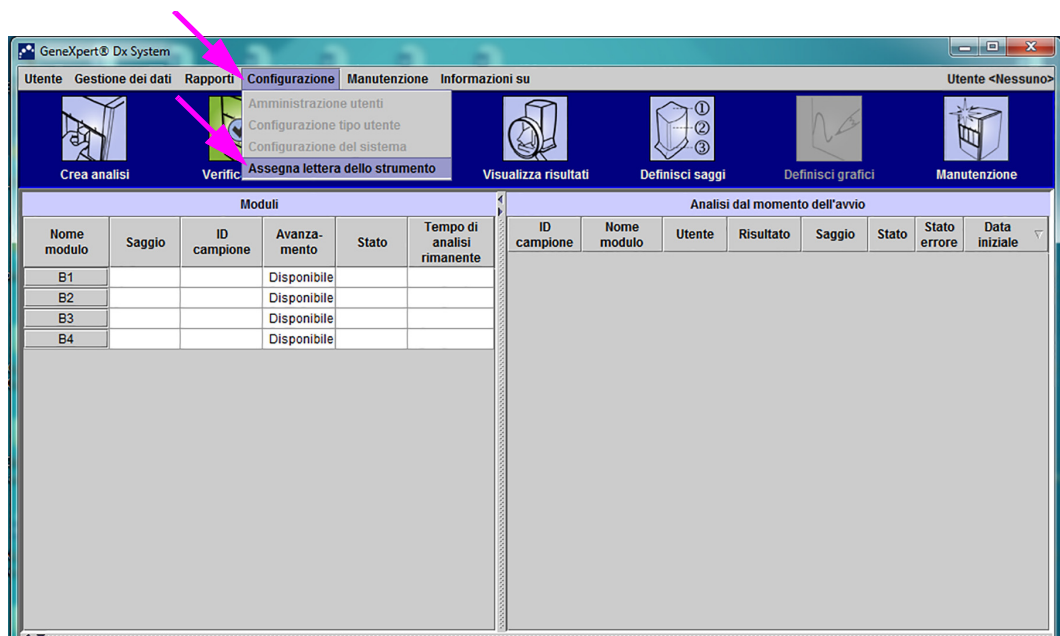 GeneXpert® Dx System
Utente Gestione dei dati Rapporti Configurazione Manutenzione Informazioni su Utente <Nessuno>
Amministrazione utenti
Configurazione tipo utente
Configurazione del sistema
Assegna lettera dello strumento
①
②
③
Crea analisi Visualizza risultati Definisci saggi Definisci grafici Manutenzione
Moduli
Nome modulo Saggio ID campione Avanza-mento Stato Tempo di analisi rimanente
B1 Disponibile
B2 Disponibile
B3 Disponibile
B4 Disponibile
Analisi dal momento dell'avvio
ID campione Nome modulo Utente Risultato Saggio Stato Stato errore Data iniziale